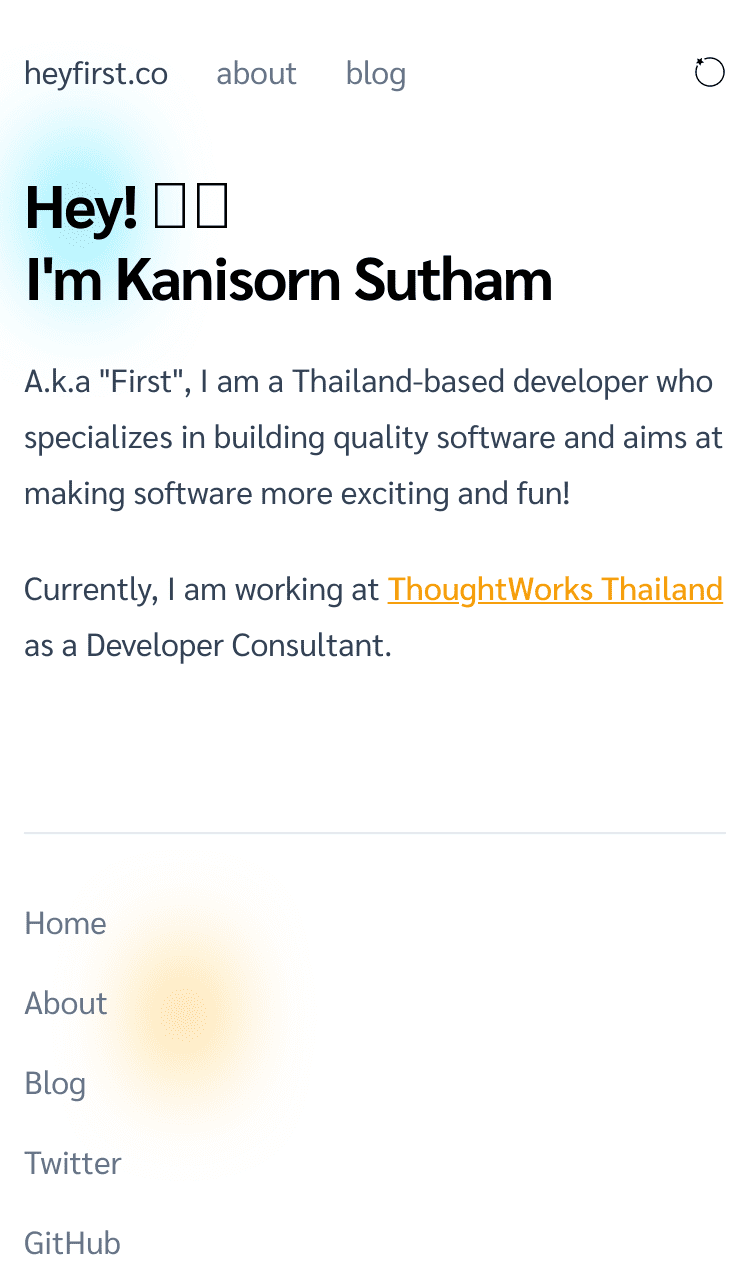 heyfirst.co about blog
Hey!
I'm Kanisorn Sutham
A.k.a "First", I am a Thailand-based developer who
specializes in building quality software and aims at
making software more exciting and fun!
Currently, I am working at ThoughtWorks Thailand
as a Developer Consultant.
Home
About
Blog
Twitter
GitHub